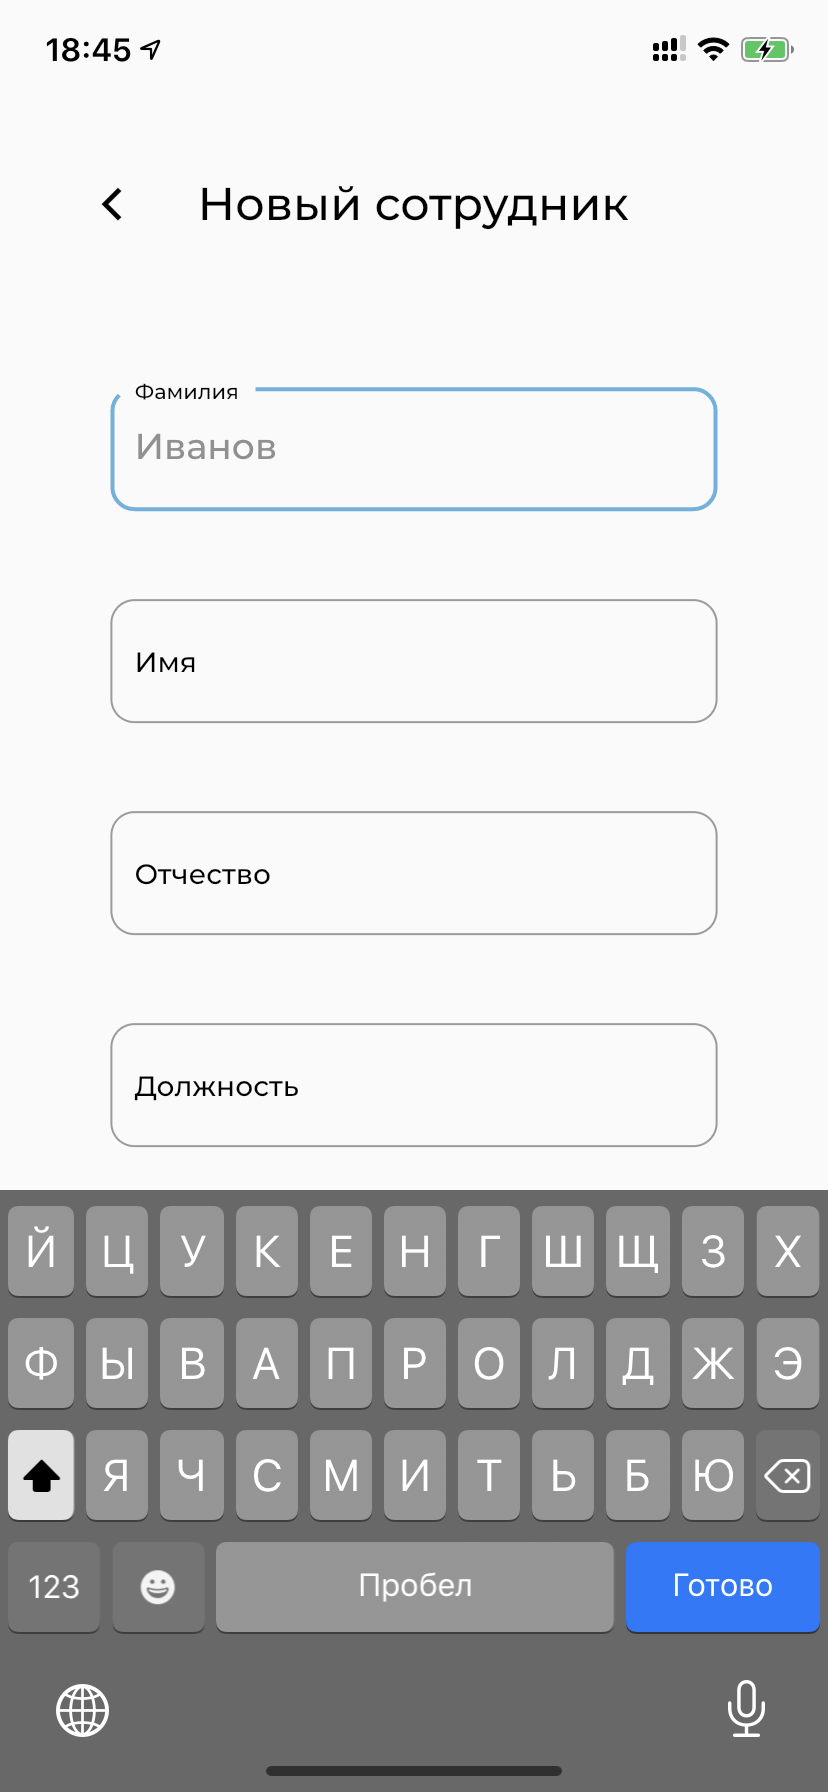 18:45
Новый сотрудник
Фамилия
Иванов
Имя
Отчество
Должность
Й Ц У К Е Н Г Ш Щ З Х
Ф Ы В А П Р О Л Д Ж Э
Я Ч С М И Т Ь Б Ю
123 Пробел Готово